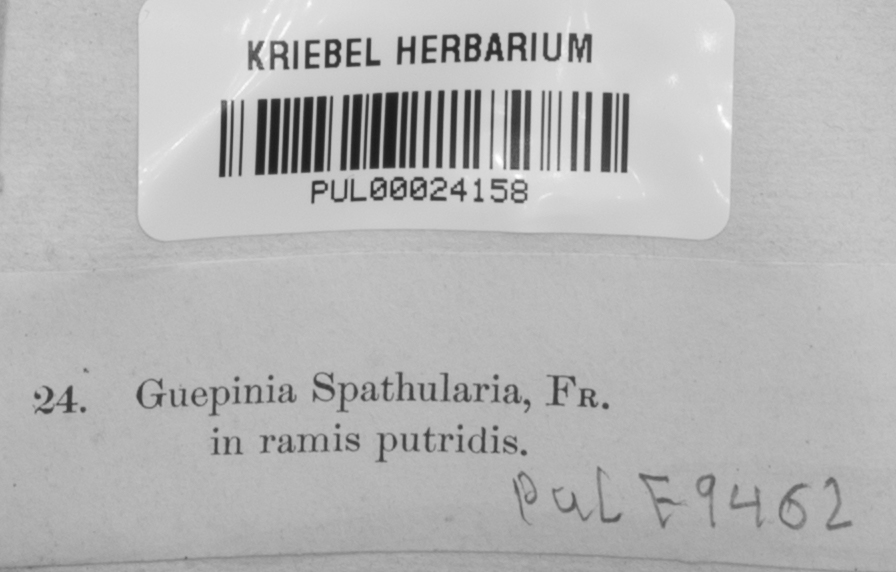 KRIEBEL HERBARIUM
PUL00024158
24. Guepinia Spathularia, FR.
in ramis putridis.
PUL F9462